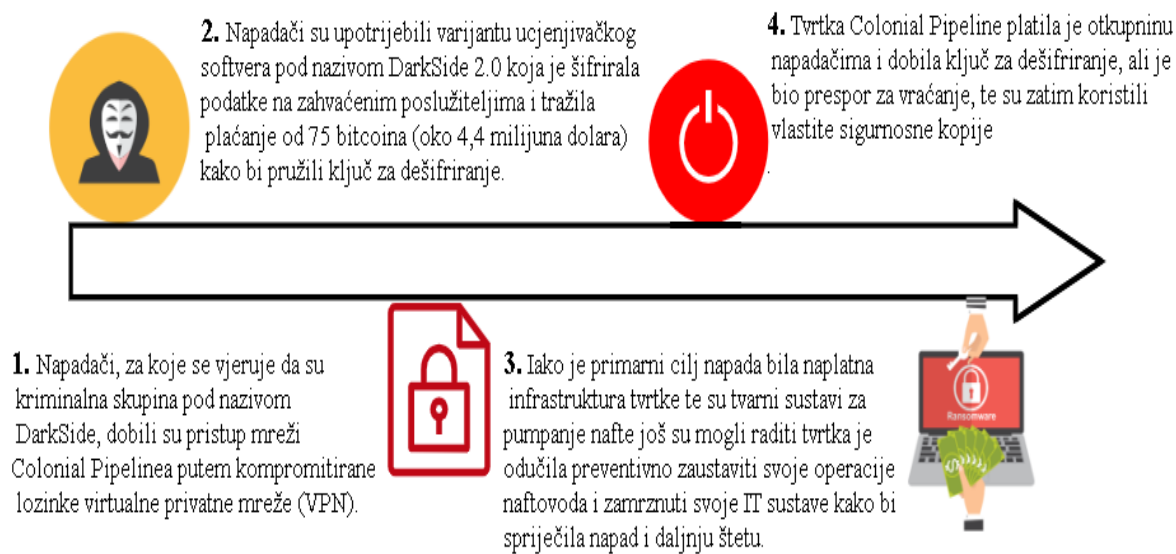 1. Napadači, za koje se vjeruje da su
kriminalna skupina pod nazivom
DarkSide, dobili su pristup mreži
Colonial Pipelinea putem kompromitirane
lozinke virtualne privatne mreže (VPN).
2. Napadači su upotrijebili varijantu ucjenjivačkog
softvera pod nazivom DarkSide 2.0 koja je šifrirala
podatke na zahvaćenim poslužiteljima i tražila
plaćanje od 75 bitcoina (oko 4,4 milijuna dolara)
kako bi pružili ključ za dešifriranje.
3. Iako je primarni cilj napada bila naplatna
infrastruktura tvrtke te su tvarni sustavi za
pumpanje nafte još su mogli raditi tvrtka je
odučila preventivno zaustaviti svoje operacije
naftovoda i zamrznuti svoje IT sustave kako bi
spriječila napad i daljnju štetu.
4. Tvrtka Colonial Pipeline platila je otkupninu
napadačima i dobila ključ za dešifriranje, ali je
bio prespor za vraćanje, te su zatim koristili
vlastite sigurnosne kopije
.
Ransomware